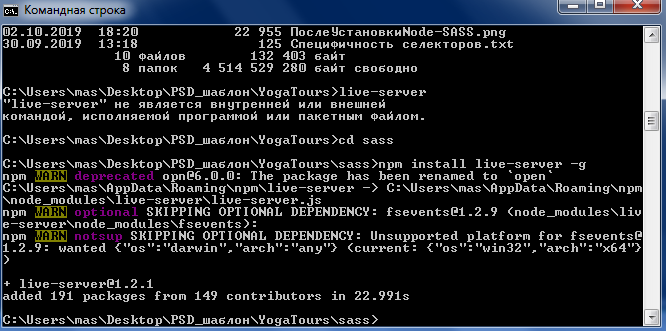 Командная строка
02.10.2019  18:20            22 955 ПослеУстановкиNode-SASS.png
30.09.2019  13:18               125 Специфичность селекторов.txt
              10 файлов        132 403 байт
               8 папок   4 514 529 280 байт свободно
C:\Users\mas\Desktop\PSD_шаблон\YogaTours>live-server
"live-server" не является внутренней или внешней
командой, исполняемой программой или пакетным файлом.
C:\Users\mas\Desktop\PSD_шаблон\YogaTours>cd sass
C:\Users\mas\Desktop\PSD_шаблон\YogaTours\sass>npm install live-server -g
npm WARN deprecated opn@6.0.0: The package has been renamed to `open`
C:\Users\mas\AppData\Roaming\npm\live-server -> C:\Users\mas\AppData\Roaming\npm
\node_modules\live-server\live-server.js
npm WARN optional SKIPPING OPTIONAL DEPENDENCY: fsevents@1.2.9 (node_modules\liv
e-server\node_modules\fsevents):
npm WARN notsup SKIPPING OPTIONAL DEPENDENCY: Unsupported platform for fsevents@
1.2.9: wanted {"os":"darwin","arch":"any"} (current: {"os":"win32","arch":"x64"}
)
+ live-server@1.2.1
added 191 packages from 149 contributors in 22.991s
C:\Users\mas\Desktop\PSD_шаблон\YogaTours\sass>